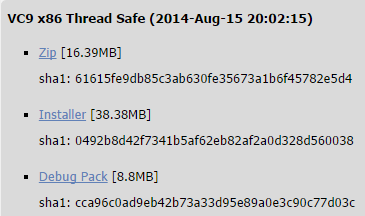 VC9 x86 Thread Safe (2014-Aug-15 20:02:15)
Zip [16.39MB]
sha1: 61615fe9db85c3ab630fe35673a1b6f45782e5d4
Installer [38.38MB]
sha1: 0492b8d42f7341b5af62eb82af2a0d328d560038
Debug Pack [8.8MB]
sha1: cca96c0ad9eb42b73a33d95e89a0e3c90c77d03c